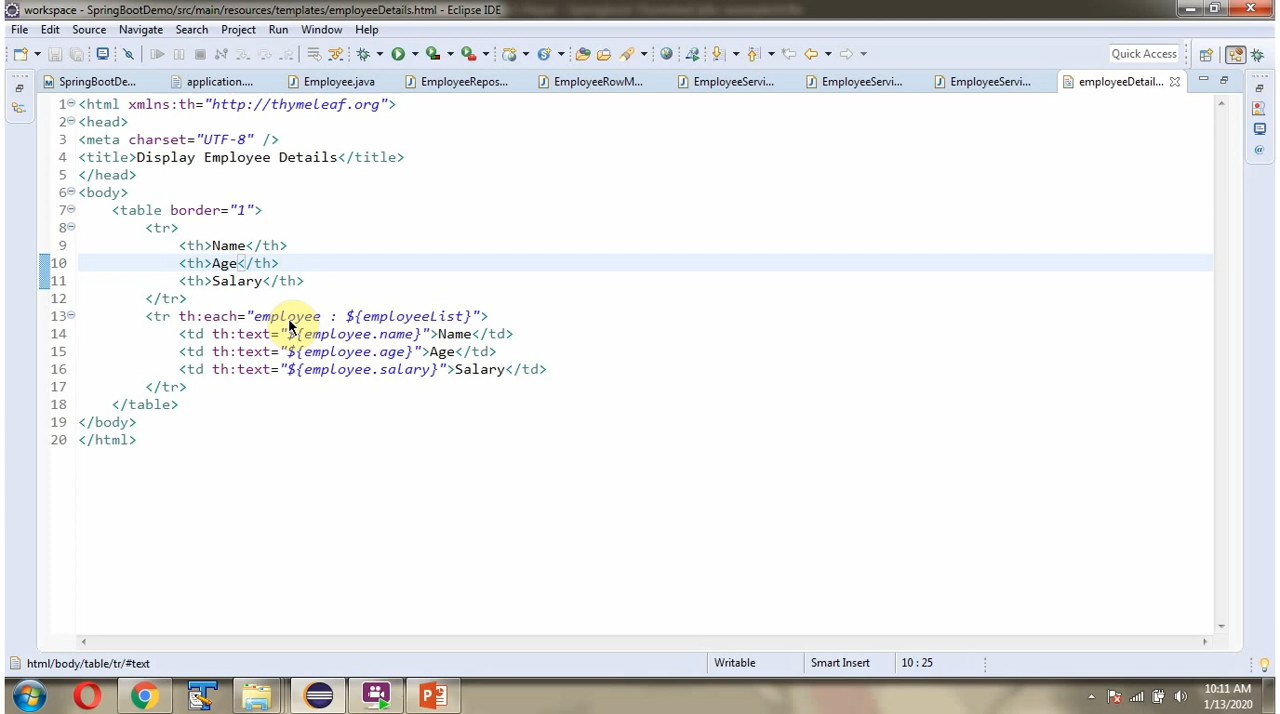 workspace - SpringBootDemo/src/main/resources/templates/employeeDetails.html - Eclipse IDE
File Edit Source Navigate Search Project Run Window Help
Quick Access
SpringBootDe... application.... Employee.java EmployeeRepos... EmployeeRowM... EmployeeServi... EmployeeServi... EmployeeServi... employeeDetail...
1 <html xmlns:th="http://thymeleaf.org">
2 <head>
3 <meta charset="UTF-8" />
4 <title>Display Employee Details</title>
5 </head>
6 <body>
7 <table border="1">
8 <tr>
9 <th>Name</th>
10 <th>Age</th>
11 <th>Salary</th>
12 </tr>
13 <tr th:each="employee : ${employeeList}">
14 <td th:text="${employee.name}">Name</td>
15 <td th:text="${employee.age}">Age</td>
16 <td th:text="${employee.salary}">Salary</td>
17 </tr>
18 </table>
19 </body>
20 </html>
html/body/table/tr/#text Writable Smart Insert 10 : 25
10:11 AM
1/13/2020